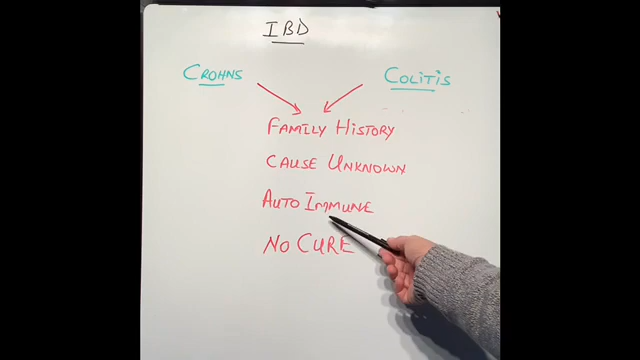 IBD
CROHNS COLITIS
FAMILY HISTORY
CAUSE UNKNOWN
AUTO IMMUNE
NO CURE